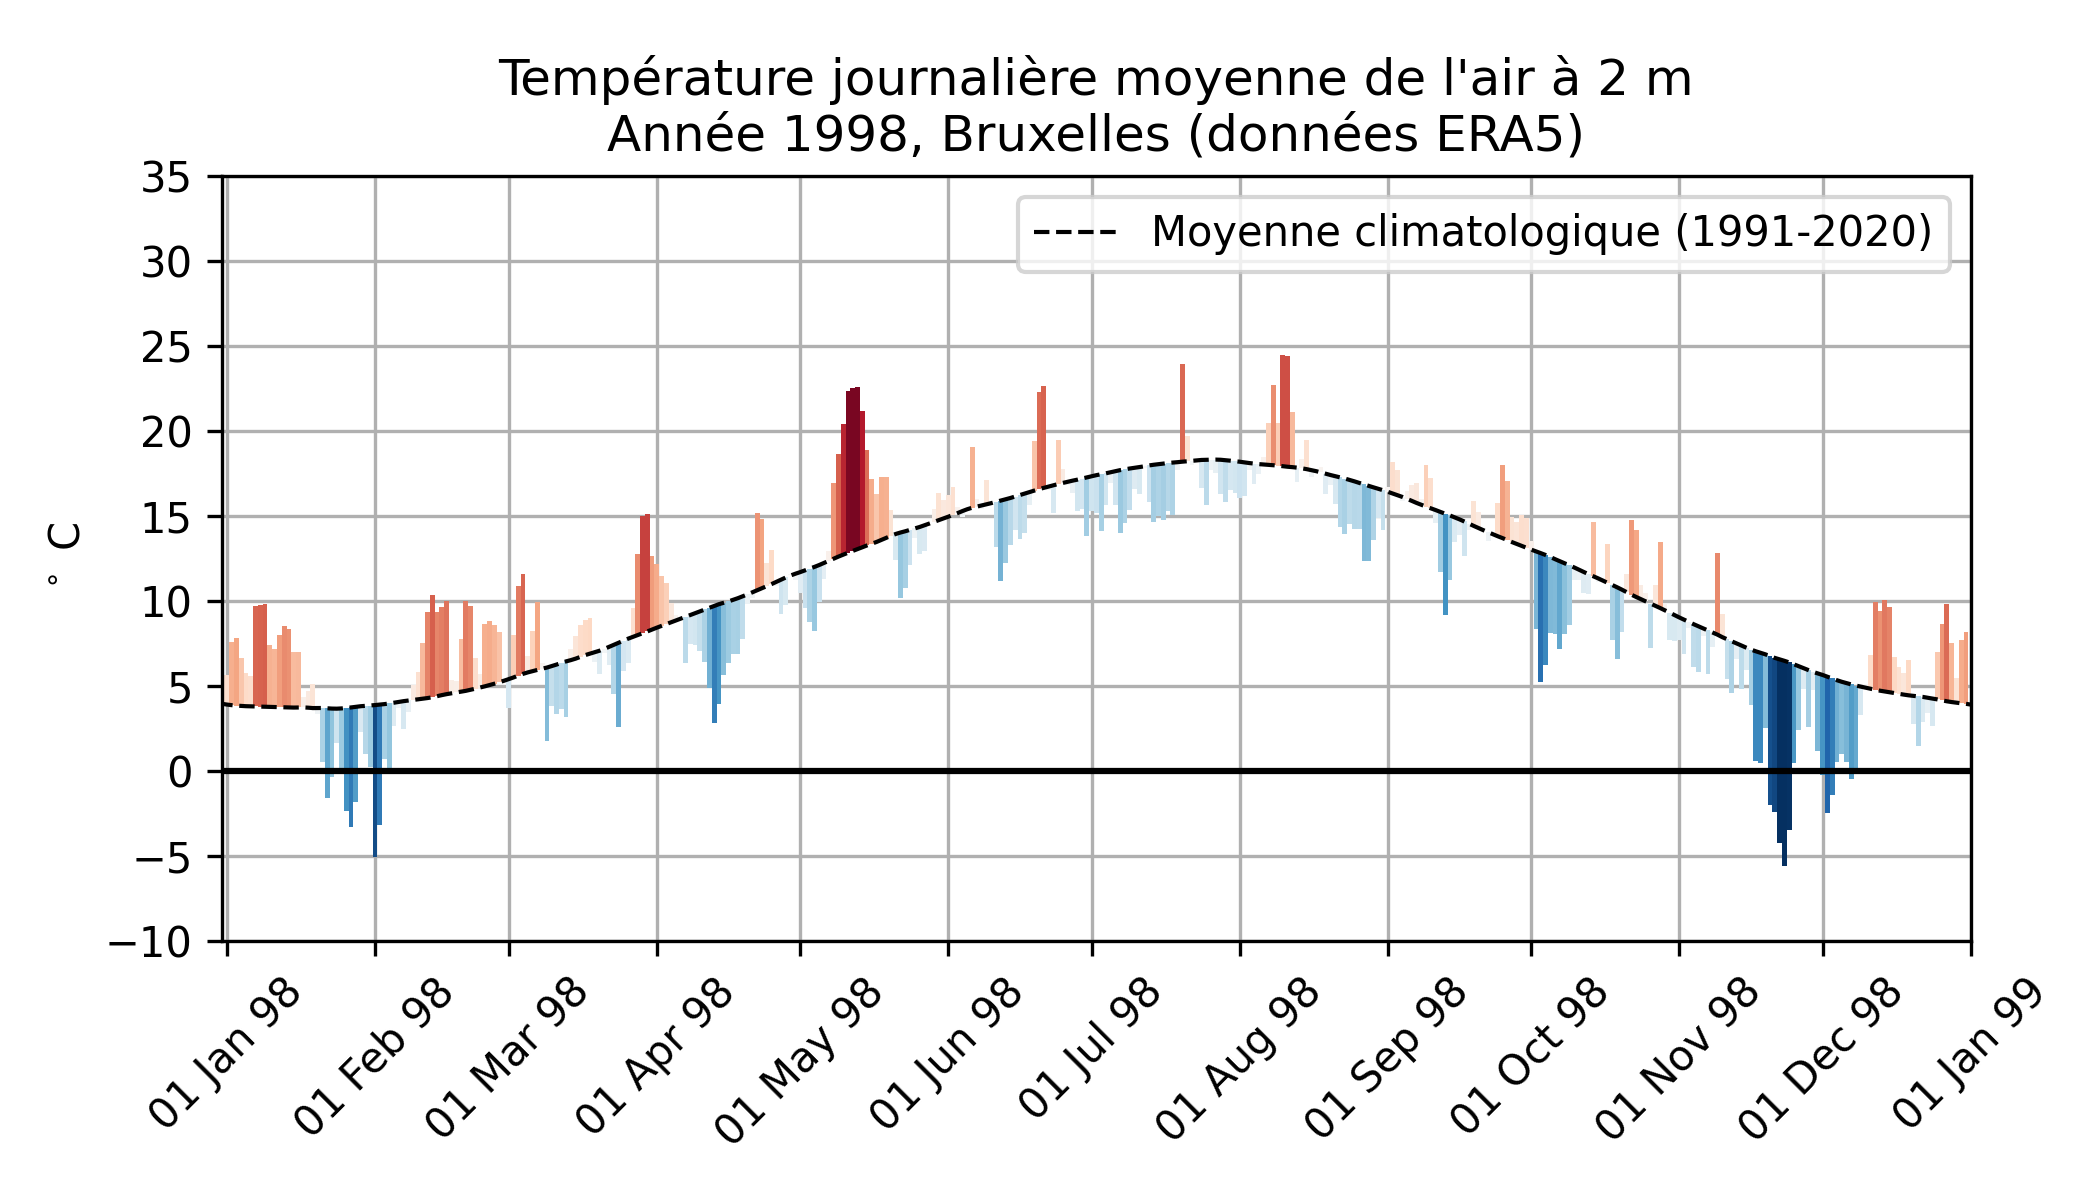 Température journalière moyenne de l'air à 2 m
Année 1998, Bruxelles (données ERA5)
Moyenne climatologique (1991-2020)
° C
35
30
25
20
15
10
5
0
−5
−10
01 Jan 98
01 Feb 98
01 Mar 98
01 Apr 98
01 May 98
01 Jun 98
01 Jul 98
01 Aug 98
01 Sep 98
01 Oct 98
01 Nov 98
01 Dec 98
01 Jan 99